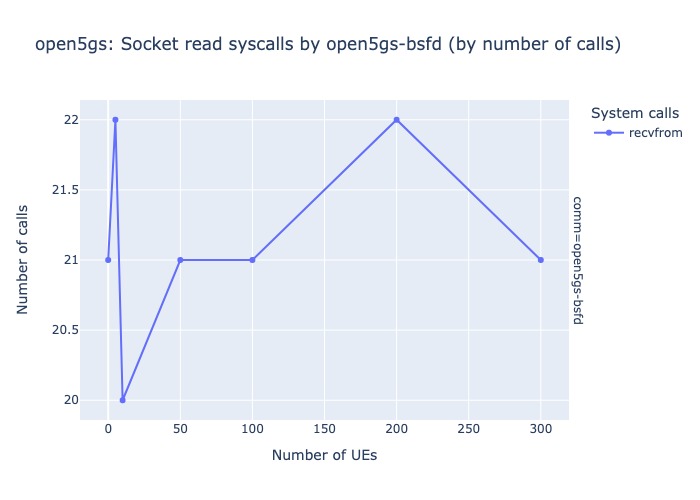 open5gs: Socket read syscalls by open5gs-bsfd (by number of calls)
System calls
recvfrom
22
21.5
21
20.5
20
Number of calls
comm=open5gs-bsfd
0 50 100 150 200 250 300
Number of UEs